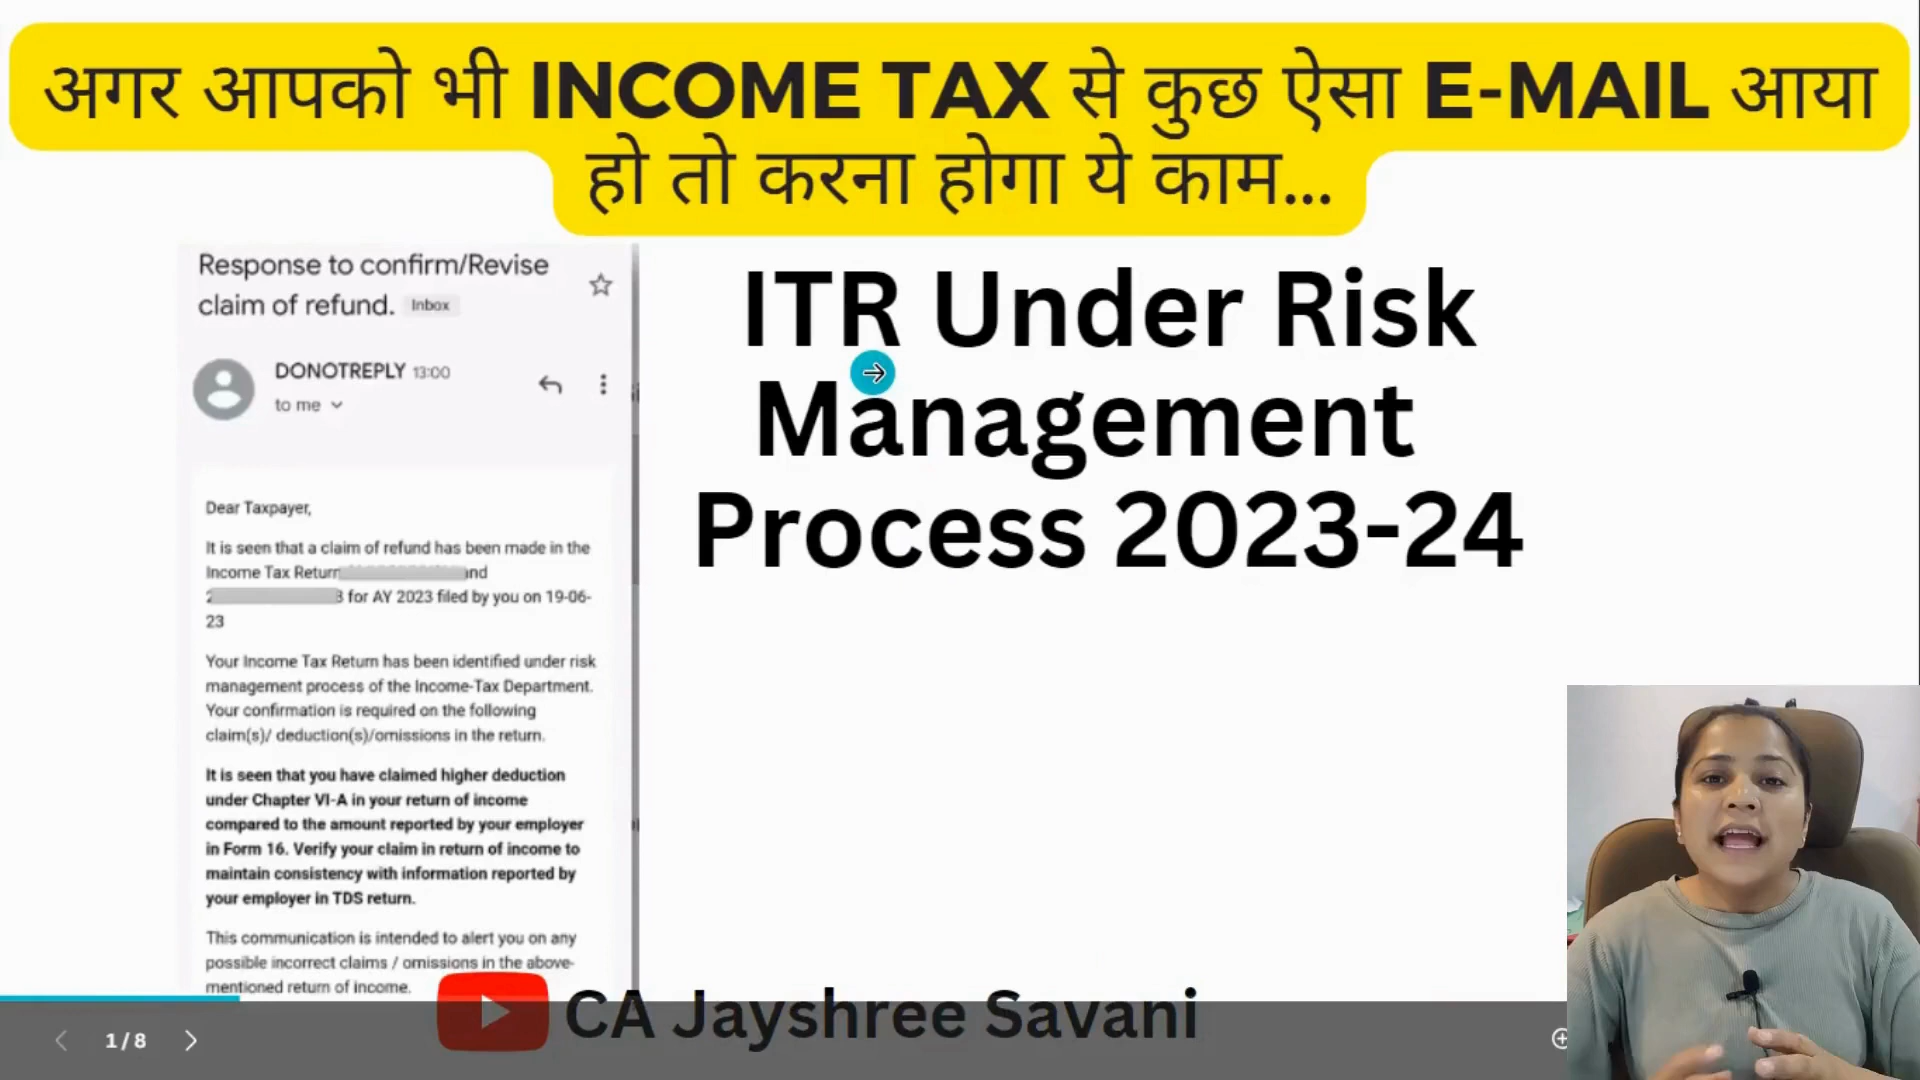 अगर आपको भी INCOME TAX से कुछ ऐसा E-MAIL आया
हो तो करना होगा ये काम...
Response to confirm/Revise
claim of refund. Inbox
DONOTREPLY 13:00
to me
Dear Taxpayer,
It is seen that a claim of refund has been made in the
Income Tax Return and
2 3 for AY 2023 filed by you on 19-06-
23
Your Income Tax Return has been identified under risk
management process of the Income-Tax Department.
Your confirmation is required on the following
claim(s)/ deduction(s)/omissions in the return.
It is seen that you have claimed higher deduction
under Chapter VI-A in your return of income
compared to the amount reported by your employer
in Form 16. Verify your claim in return of income to
maintain consistency with information reported by
your employer in TDS return.
This communication is intended to alert you on any
possible incorrect claims / omissions in the above-
mentioned return of income.
ITR Under Risk
Management
Process 2023-24
CA Jayshree Savani
1/8